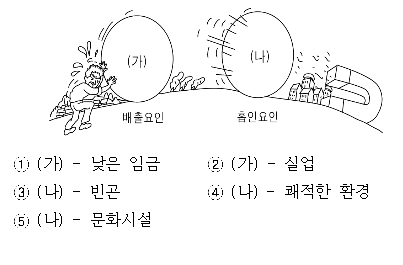 (가)
(나)
배출요인 흡인요인
① (가) - 낮은 임금 ② (가) - 실업
③ (나) - 빈곤 ④ (나) - 쾌적한 환경
⑤ (나) - 문화시설